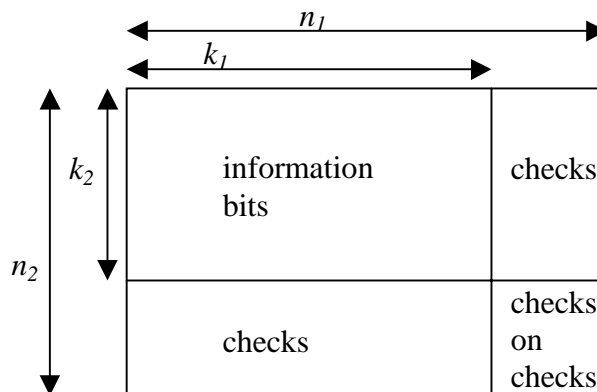 n1
k1
k2
information
bits
checks
n2
checks
checks
on
checks